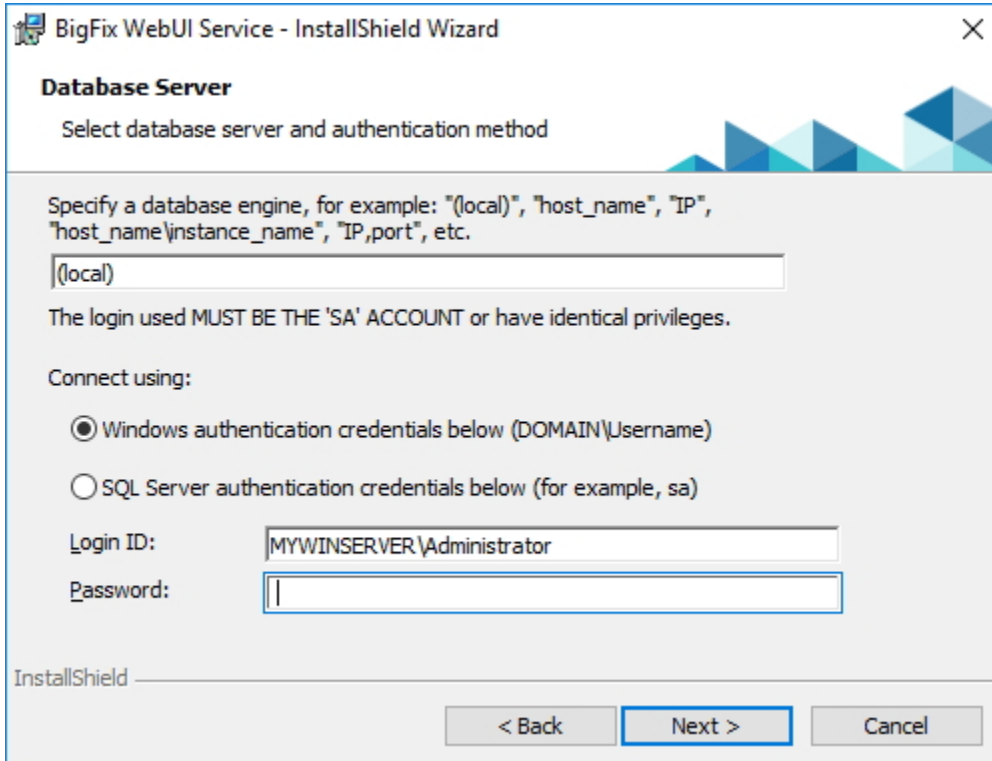 BigFix WebUI Service - InstallShield Wizard
Database Server
Select database server and authentication method
Specify a database engine, for example: "(local)", "host_name", "IP",
"host_name\instance_name", "IP,port", etc.
(local)
The login used MUST BE THE 'SA' ACCOUNT or have identical privileges.
Connect using:
Windows authentication credentials below (DOMAIN\Username)
SQL Server authentication credentials below (for example, sa)
Login ID: MYWINSERVER\Administrator
Password:
InstallShield
< Back Next > Cancel